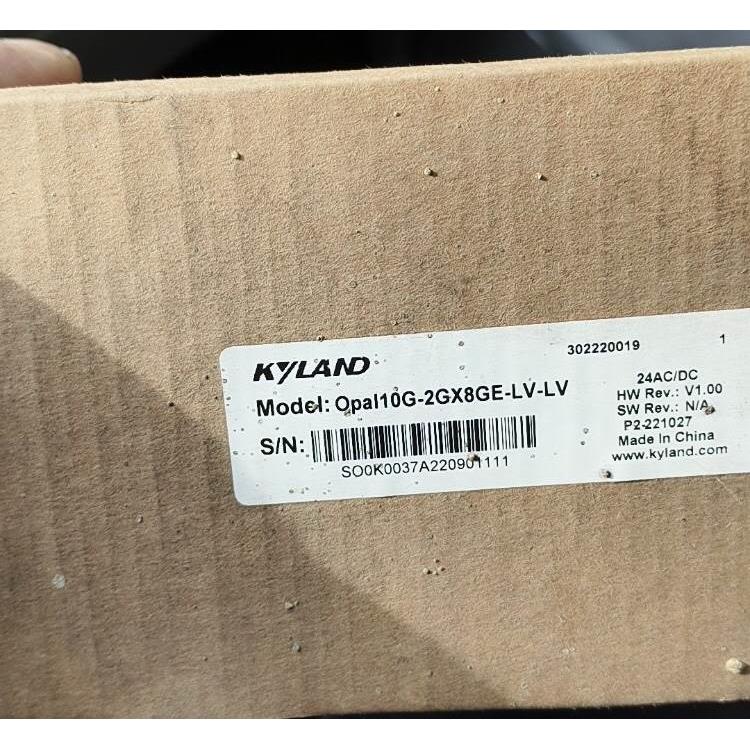 KYLAND
302220019
1
Model: Opal10G-2GX8GE-LV-LV
S/N:
SO0K0037A220901111
24AC/DC
HW Rev.: V1.00
SW Rev.: N/A
P2-221027
Made In China
www.kyland.com